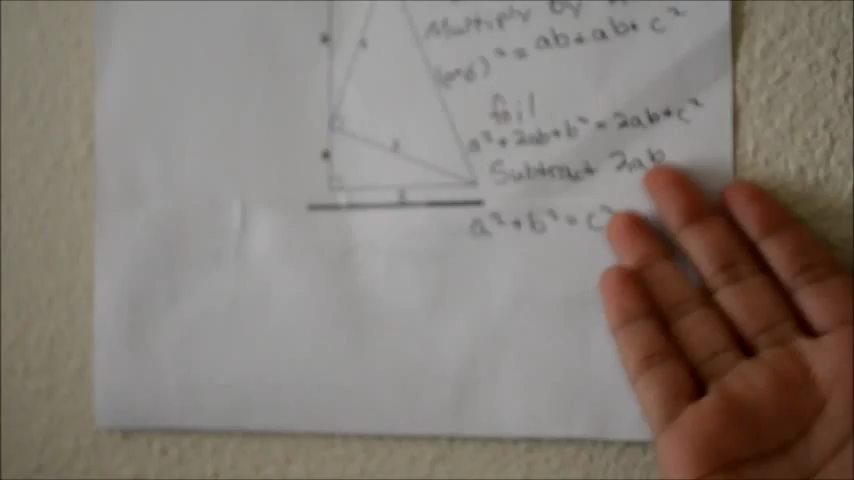 Multiply by
(a+b)² = ab + ab + c²
foil
a² + 2ab + b² = 2ab + c²
Subtract 2ab
a² + b² = c²